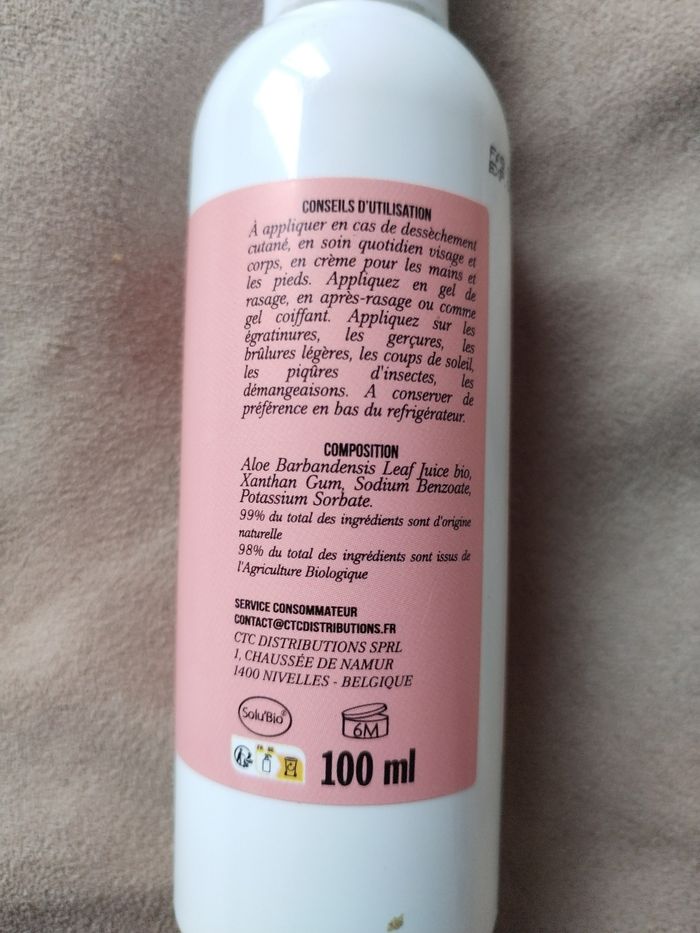 CONSEILS D'UTILISATION
À appliquer en cas de dessèchement
cutané, en soin quotidien visage et
corps, en crème pour les mains et
les pieds. Appliquez en gel de
rasage, en après-rasage ou comme
gel coiffant. Appliquez sur les
égratinures, les gerçures, les
brûlures légères, les coups de soleil,
les piqûres d'insectes, les
démangeaisons. A conserver de
préférence en bas du refrigérateur.
COMPOSITION
Aloe Barbandensis Leaf Juice bio,
Xanthan Gum, Sodium Benzoate,
Potassium Sorbate.
99% du total des ingrédients sont d'origine
naturelle
98% du total des ingrédients sont issus de
l'Agriculture Biologique
SERVICE CONSOMMATEUR
CONTACT@CTCDISTRIBUTIONS.FR
CTC DISTRIBUTIONS SPRL
1, CHAUSSÉE DE NAMUR
1400 NIVELLES - BELGIQUE
Solu'Bio®
6M
100 ml